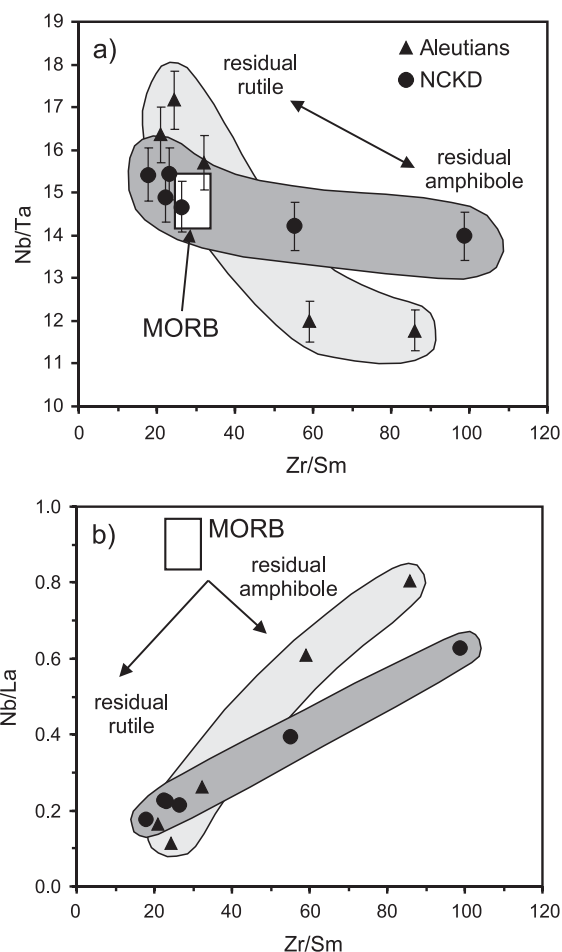 a)
Aleutians
NCKD
residual
rutile
residual
amphibole
MORB
Nb/Ta
19
18
17
16
15
14
13
12
11
10
0 20 40 60 80 100 120
Zr/Sm
b)
MORB
residual
amphibole
residual
rutile
Nb/La
1.0
0.8
0.6
0.4
0.2
0.0
0 20 40 60 80 100 120
Zr/Sm